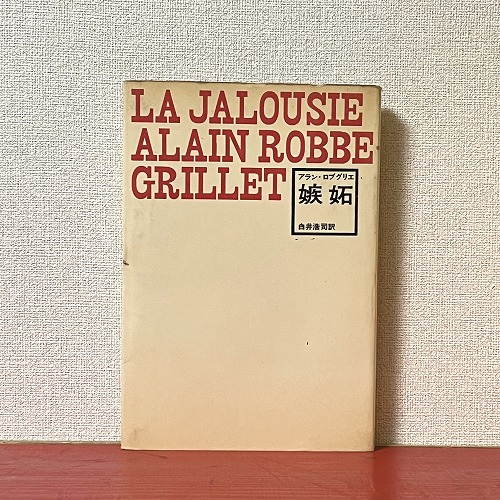 LA JALOUSIE
ALAIN ROBBE
GRILLET
アラン・ロブグリエ
嫉妬
白井浩司訳